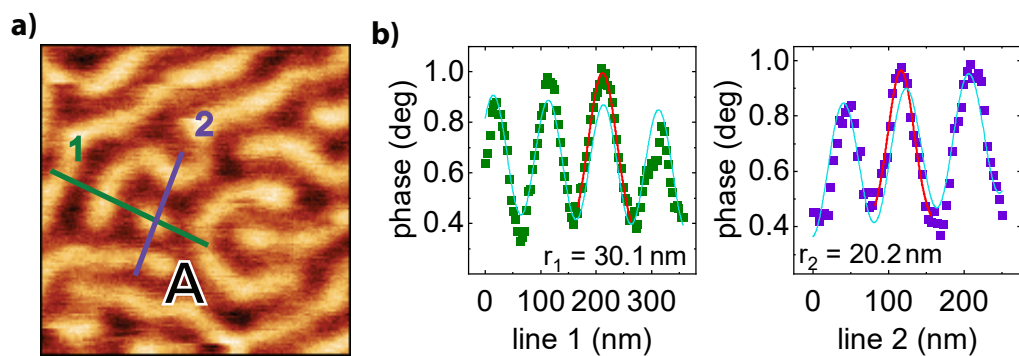 a)
1
2
A
b)
phase (deg)
1.0
0.8
0.6
0.4
r₁ = 30.1 nm
0 100 200 300
line 1 (nm)
phase (deg)
1.0
0.8
0.6
0.4
r₂ = 20.2 nm
0 100 200
line 2 (nm)